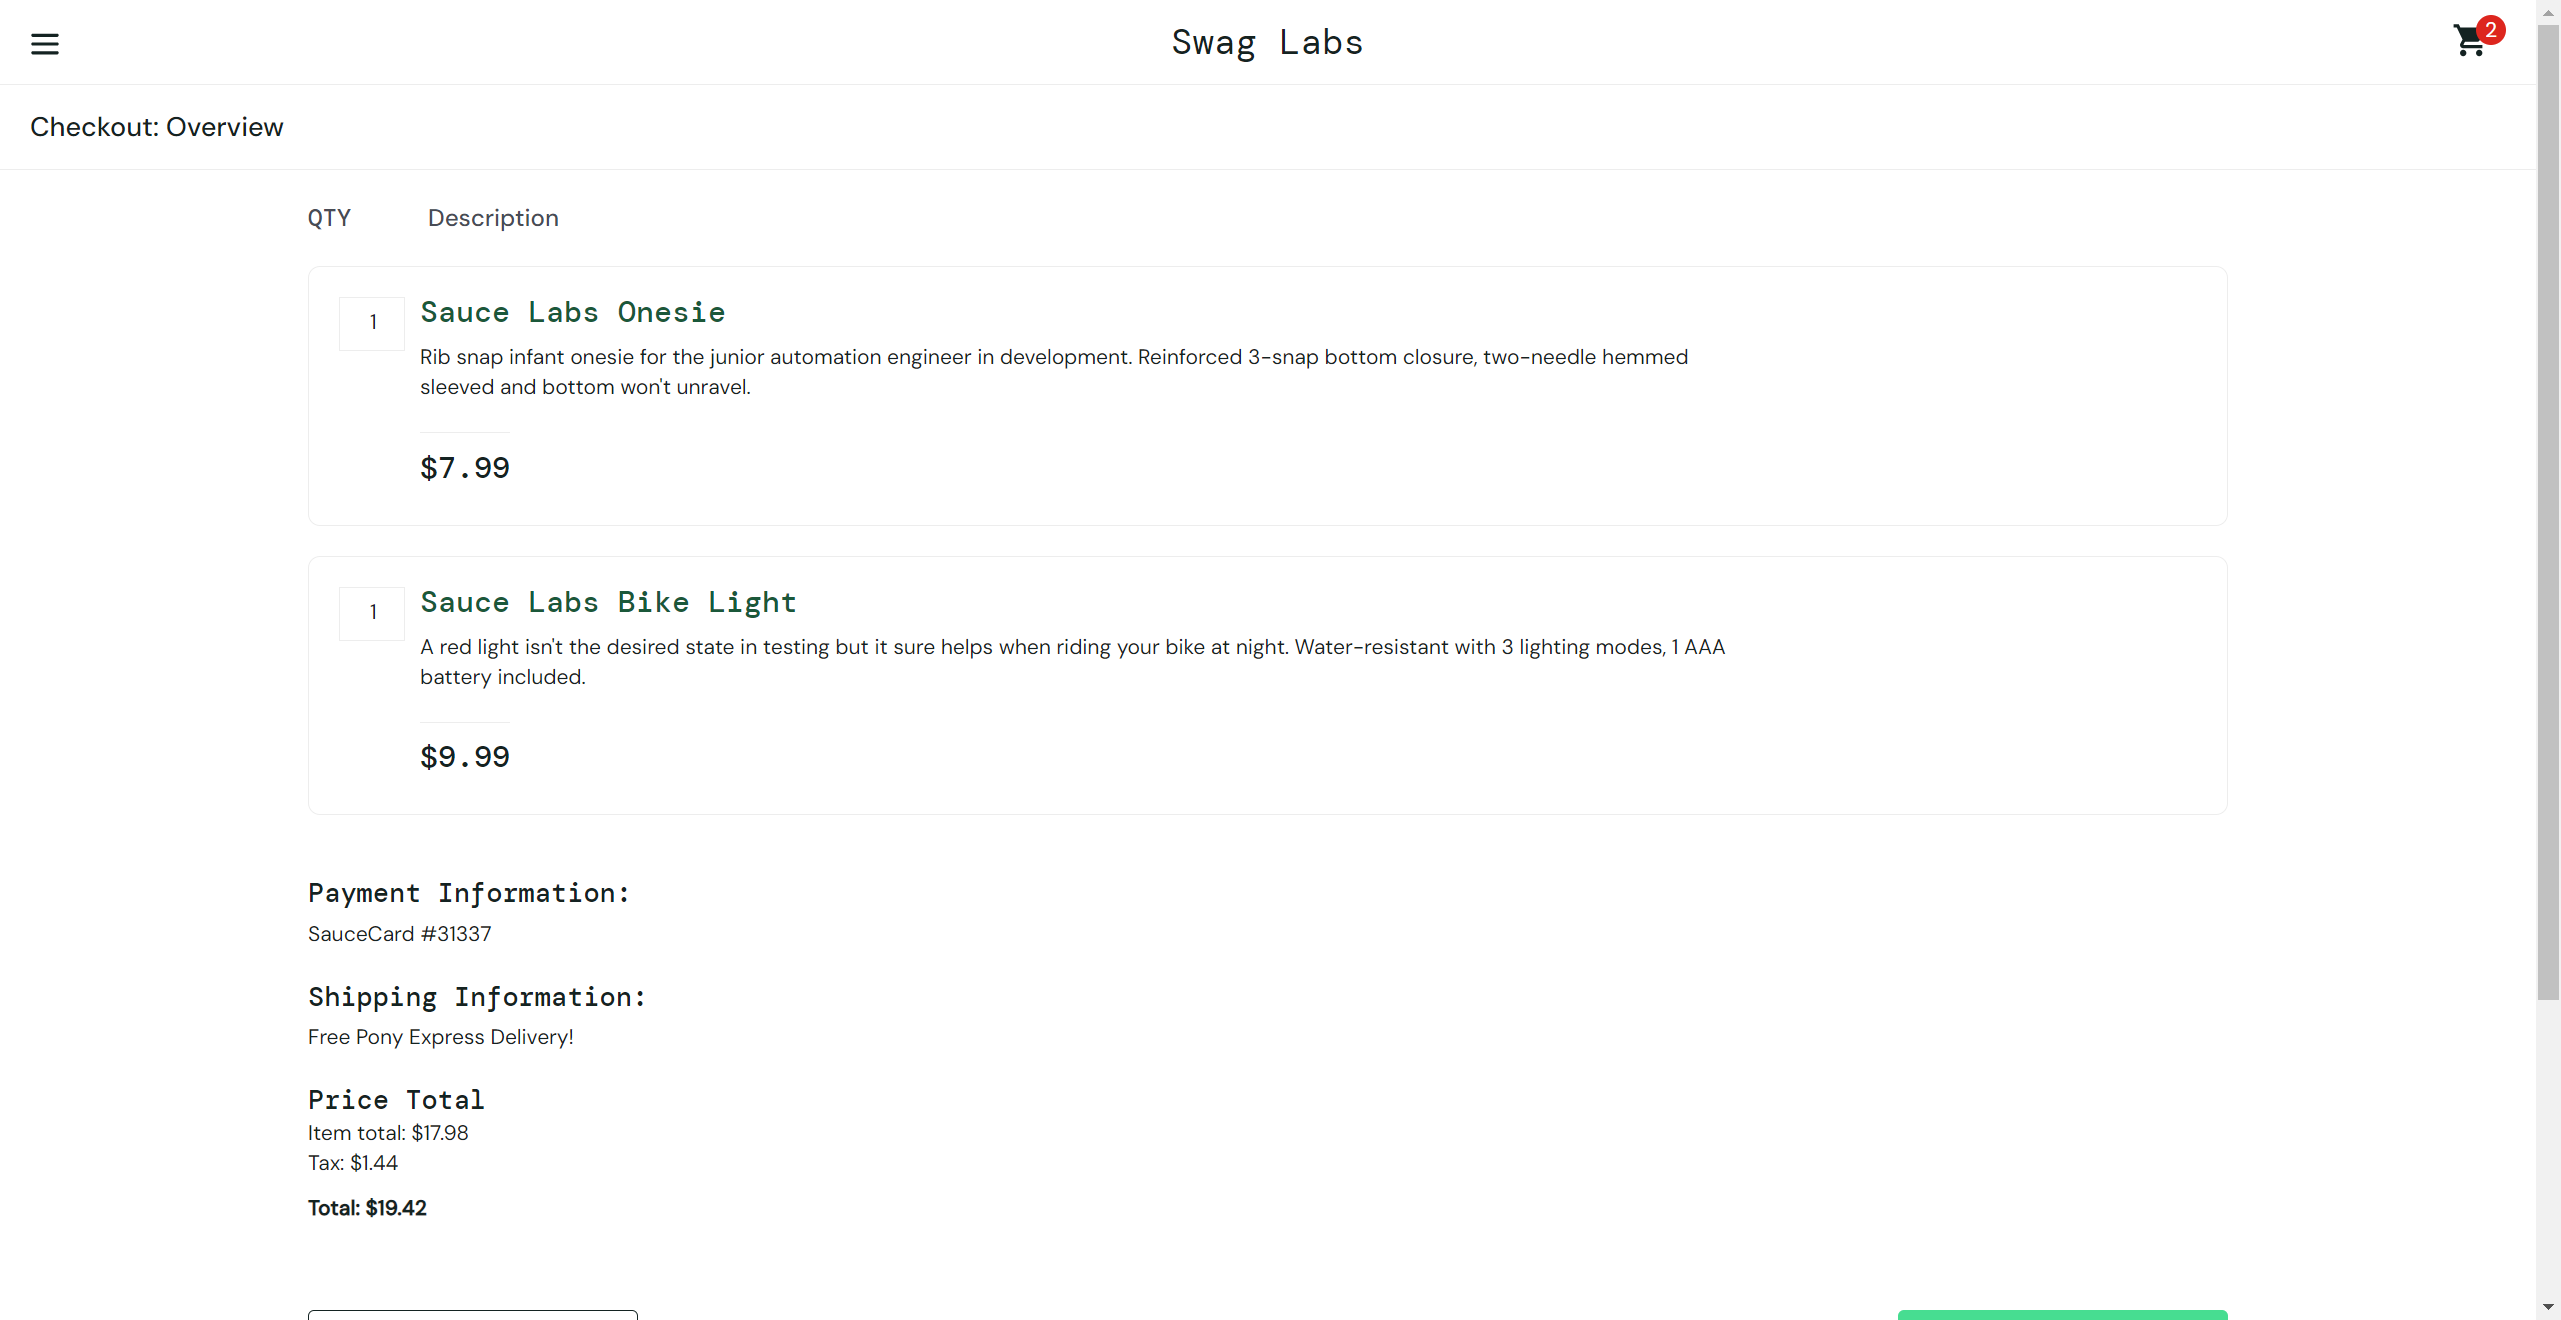 Swag Labs
2
Checkout: Overview
QTY Description
1
Sauce Labs Onesie
Rib snap infant onesie for the junior automation engineer in development. Reinforced 3-snap bottom closure, two-needle hemmed
sleeved and bottom won't unravel.
$7.99
1
Sauce Labs Bike Light
A red light isn't the desired state in testing but it sure helps when riding your bike at night. Water-resistant with 3 lighting modes, 1 AAA
battery included.
$9.99
Payment Information:
SauceCard #31337
Shipping Information:
Free Pony Express Delivery!
Price Total
Item total: $17.98
Tax: $1.44
Total: $19.42